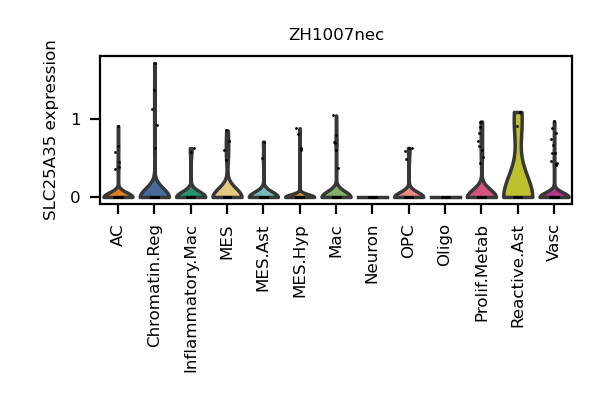 ZH1007nec
SLC25A35 expression
1
0
AC
Chromatin.Reg
Inflammatory.Mac
MES
MES.Ast
MES.Hyp
Mac
Neuron
OPC
Oligo
Prolif.Metab
Reactive.Ast
Vasc